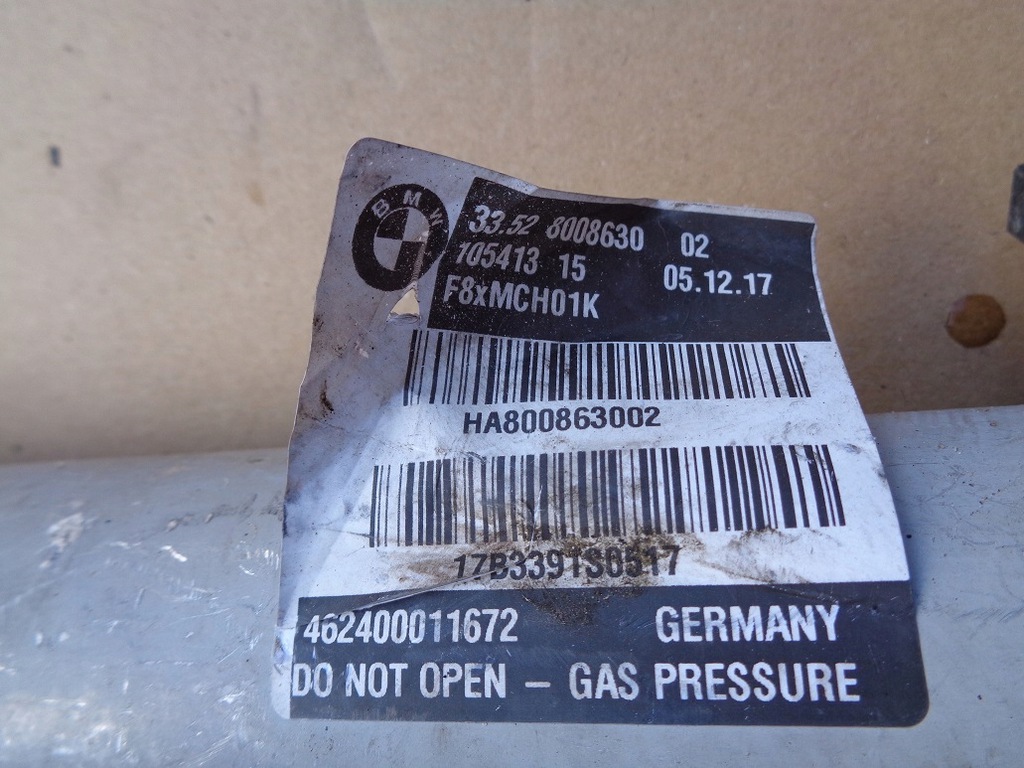 BMW
33.52 8008630 02
105413 15 05.12.17
F8xMCH01K
HA800863002
17B3391S0517
462400011672 GERMANY
DO NOT OPEN – GAS PRESSURE